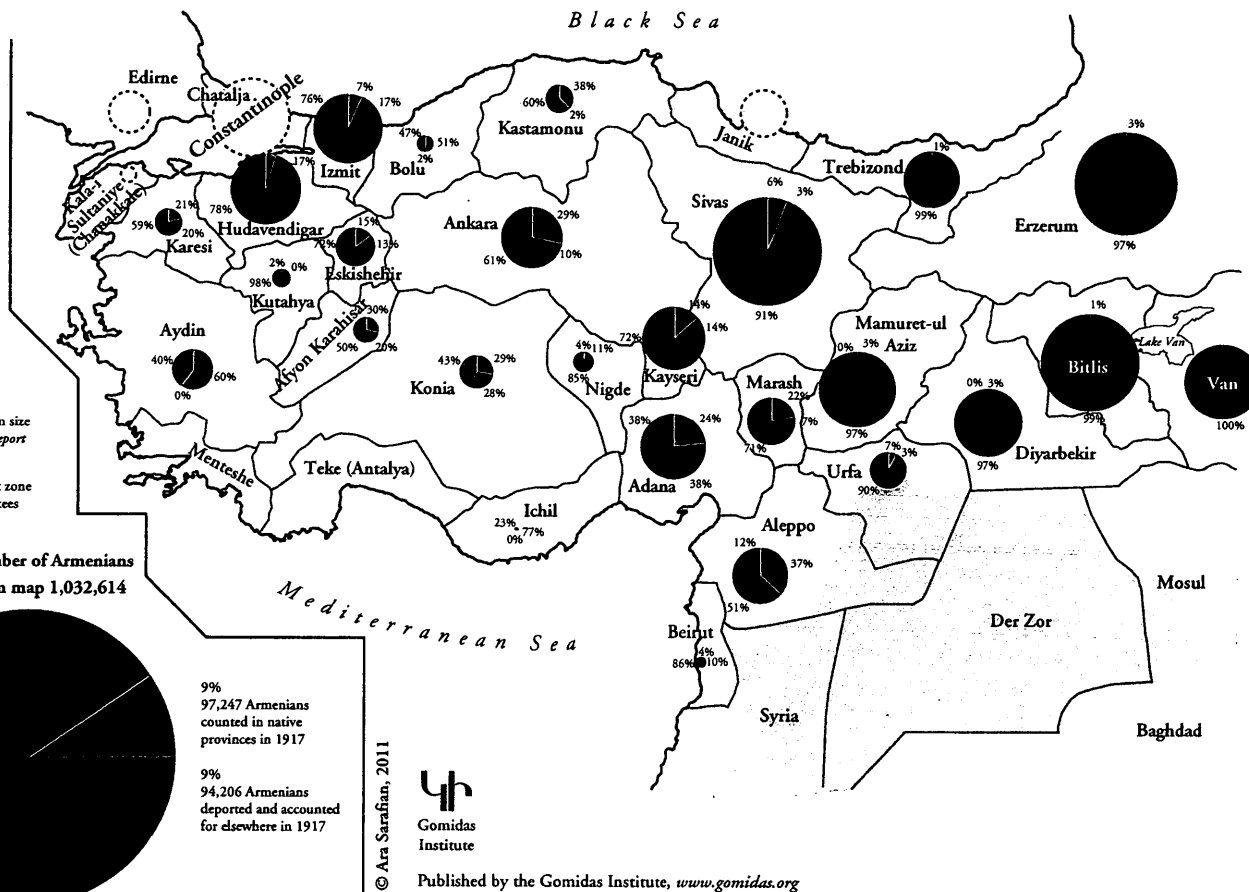 Black Sea
Edirne
Chatalja
Constantinople
76%
7%
17%
Izmit
60%
38%
2%
Kastamonu
47%
51%
2%
Bolu
Janik
Trebizond
1%
99%
3%
Erzerum
97%
Kala-i
Sultaniye
(Chanakkale)
17%
78%
Hudavendigar
21%
59%
20%
Karesi
15%
72%
13%
Eskishehir
Ankara
29%
61%
10%
Sivas
6%
3%
91%
2%
0%
98%
Kutahya
30%
50%
20%
Afyon Karahisar
Aydin
40%
60%
0%
43%
29%
Konia
28%
4%
11%
85%
Nigde
14%
72%
14%
Kayseri
Marash
22%
7%
71%
Mamuret-ul
Aziz
0%
3%
97%
0%
3%
97%
Diyarbekir
1%
Bitlis
99%
Lake Van
Van
100%
Menteshe
Teke (Antalya)
Ichil
23%
77%
0%
38%
24%
Adana
38%
7%
3%
Urfa
90%
Aleppo
12%
37%
51%
Beirut
4%
86%
10%
Syria
Der Zor
Mosul
Baghdad
Mediterranean Sea
n size
port
zone
tees
ber of Armenians
map 1,032,614
9%
97,247 Armenians
counted in native
provinces in 1917
9%
94,206 Armenians
deported and accounted
for elsewhere in 1917
© Ara Sarafian, 2011
Gomidas
Institute
Published by the Gomidas Institute, www.gomidas.org